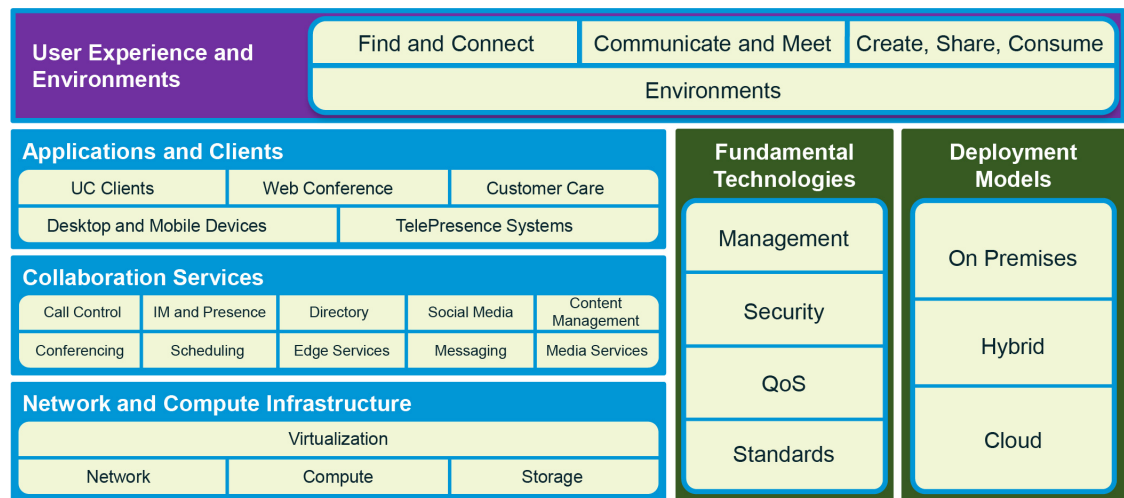 User Experience and
Environments
Find and Connect
Communicate and Meet
Create, Share, Consume
Environments
Applications and Clients
UC Clients
Web Conference
Customer Care
Desktop and Mobile Devices
TelePresence Systems
Collaboration Services
Call Control
IM and Presence
Directory
Social Media
Content
Management
Conferencing
Scheduling
Edge Services
Messaging
Media Services
Network and Compute Infrastructure
Virtualization
Network
Compute
Storage
Fundamental
Technologies
Management
Security
QoS
Standards
Deployment
Models
On Premises
Hybrid
Cloud